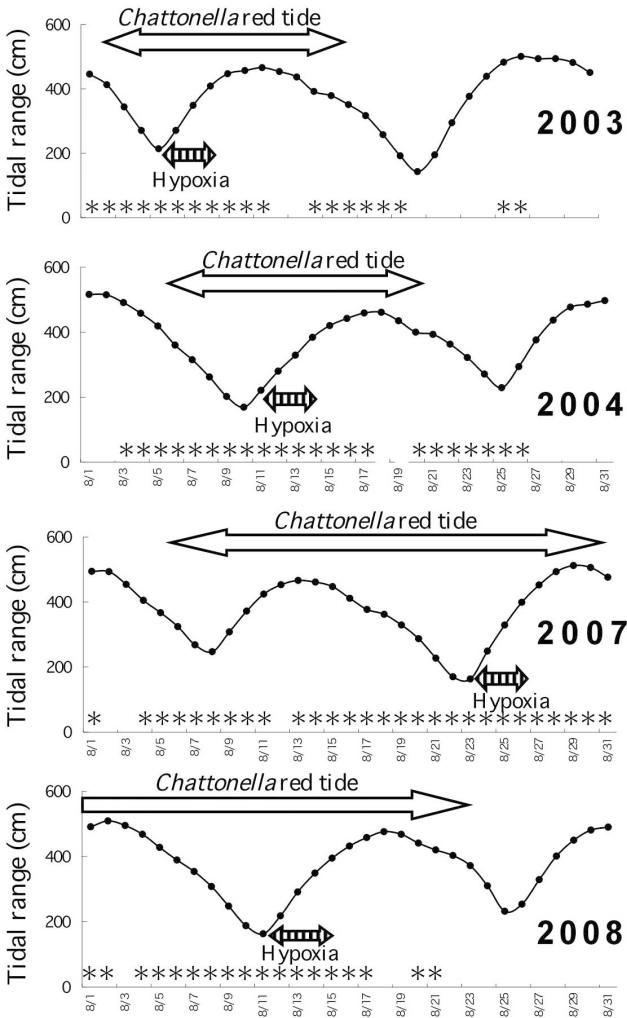 Chattonella red tide
600
400
200
0
Tidal range (cm)
2003
Hypoxia
*********** ****** **
Chattonella red tide
600
400
200
0
Tidal range (cm)
2004
Hypoxia
*************** *******
8/1 8/3 8/5 8/7 8/9 8/11 8/13 8/15 8/17 8/19 8/21 8/23 8/25 8/27 8/29 8/31
Chattonella red tide
600
400
200
0
Tidal range (cm)
2007
Hypoxia
* ******** *******************
8/1 8/3 8/5 8/7 8/9 8/11 8/13 8/15 8/17 8/19 8/21 8/23 8/25 8/27 8/29 8/31
Chattonella red tide
600
400
200
0
Tidal range (cm)
2008
Hypoxia
** ************** **
8/1 8/3 8/5 8/7 8/9 8/11 8/13 8/15 8/17 8/19 8/21 8/23 8/25 8/27 8/29 8/31